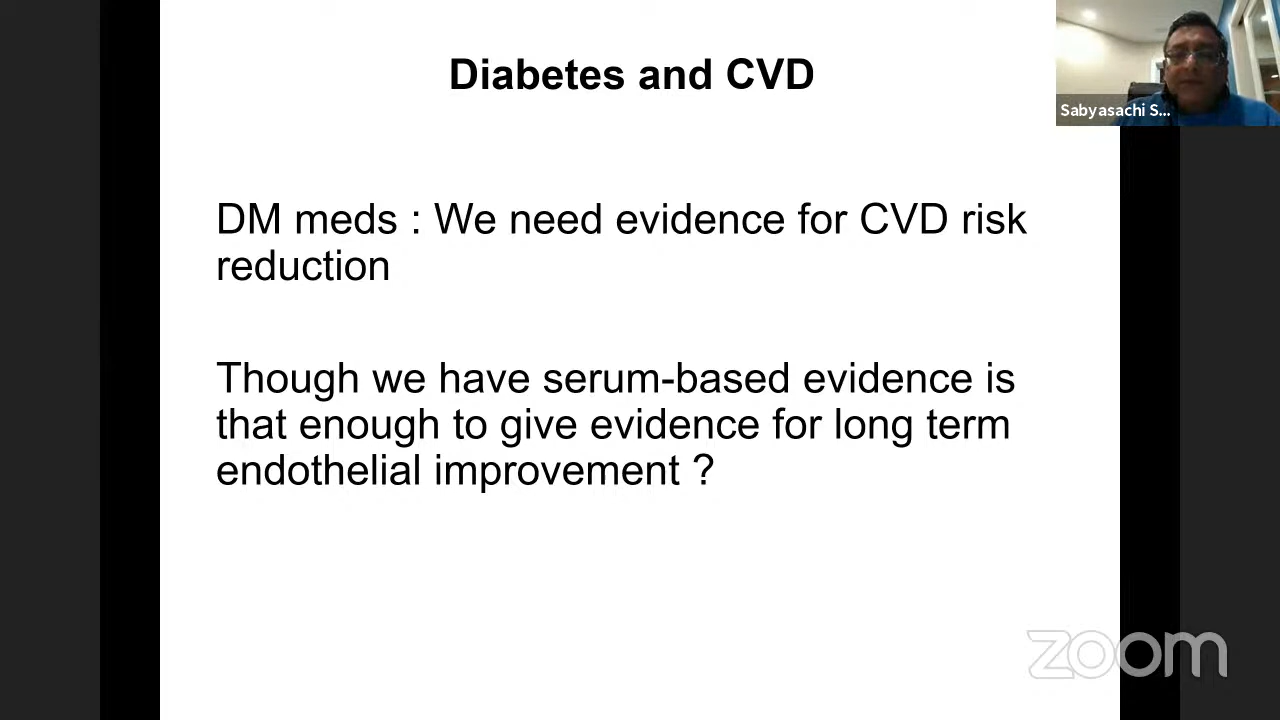 Diabetes and CVD
Sabyasachi S...
DM meds : We need evidence for CVD risk
reduction
Though we have serum-based evidence is
that enough to give evidence for long term
endothelial improvement ?
zoom